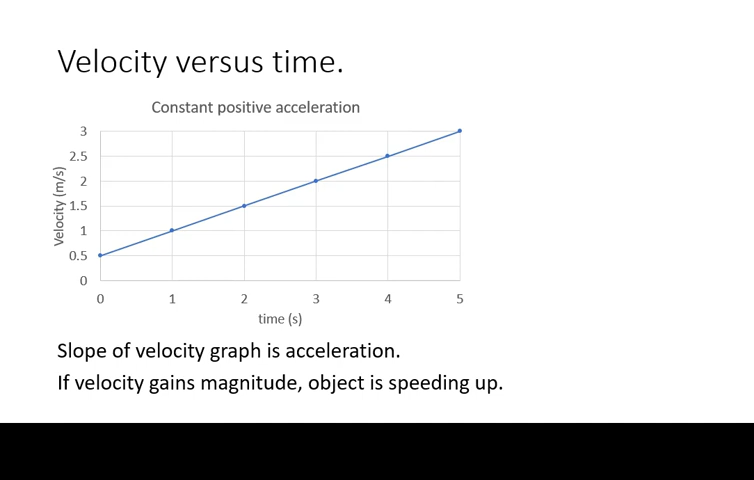 Velocity versus time.
Constant positive acceleration
3
2.5
2
1.5
1
0.5
0
Velocity (m/s)
0 1 2 3 4 5
time (s)
Slope of velocity graph is acceleration.
If velocity gains magnitude, object is speeding up.